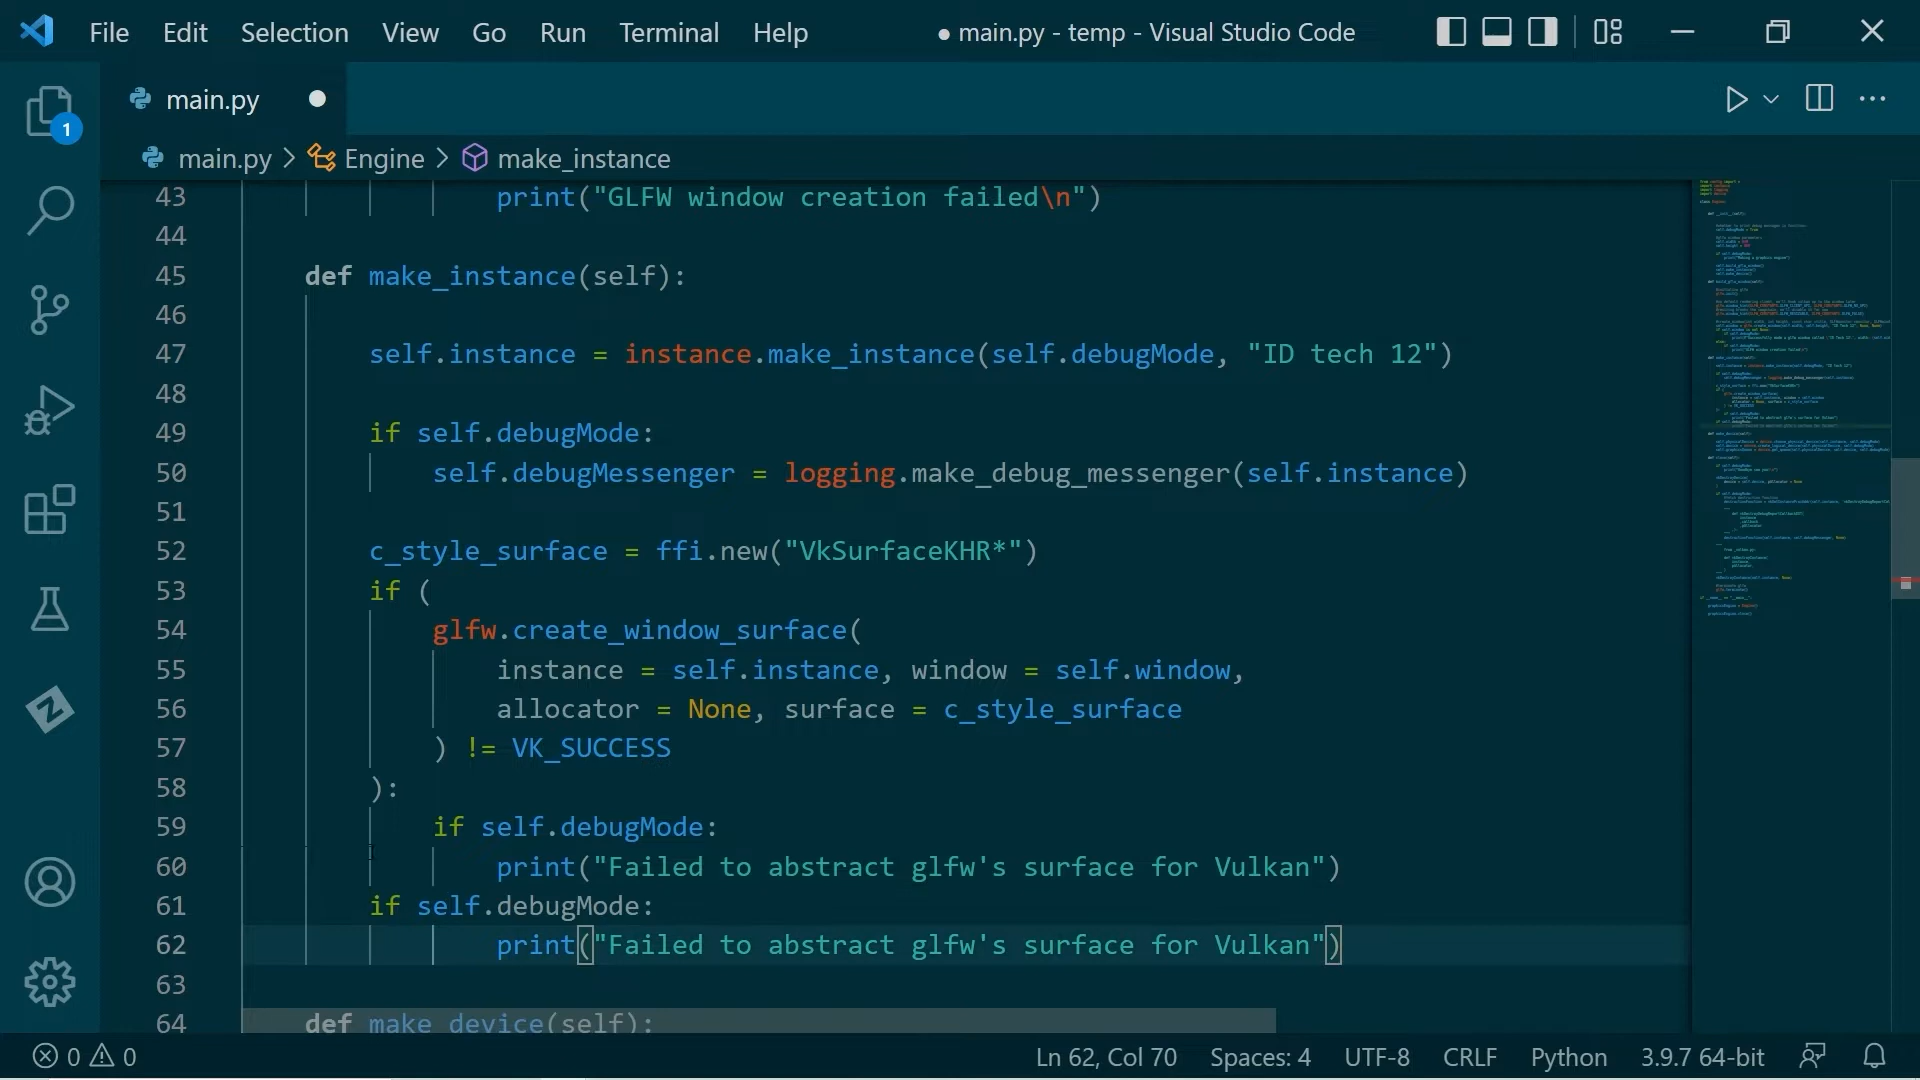 File Edit Selection View Go Run Terminal Help ● main.py - temp - Visual Studio Code
main.py ●
1
main.py > Engine > make_instance
43 print("GLFW window creation failed\n")
44
45 def make_instance(self):
46
47 self.instance = instance.make_instance(self.debugMode, "ID tech 12")
48
49 if self.debugMode:
50 self.debugMessenger = logging.make_debug_messenger(self.instance)
51
52 c_style_surface = ffi.new("VkSurfaceKHR*")
53 if (
54 glfw.create_window_surface(
55 instance = self.instance, window = self.window,
56 allocator = None, surface = c_style_surface
57 ) != VK_SUCCESS
58 ):
59 if self.debugMode:
60 print("Failed to abstract glfw's surface for Vulkan")
61 if self.debugMode:
62 print("Failed to abstract glfw's surface for Vulkan")
63
64 def make_device(self):
0 0 Ln 62, Col 70 Spaces: 4 UTF-8 CRLF Python 3.9.7 64-bit